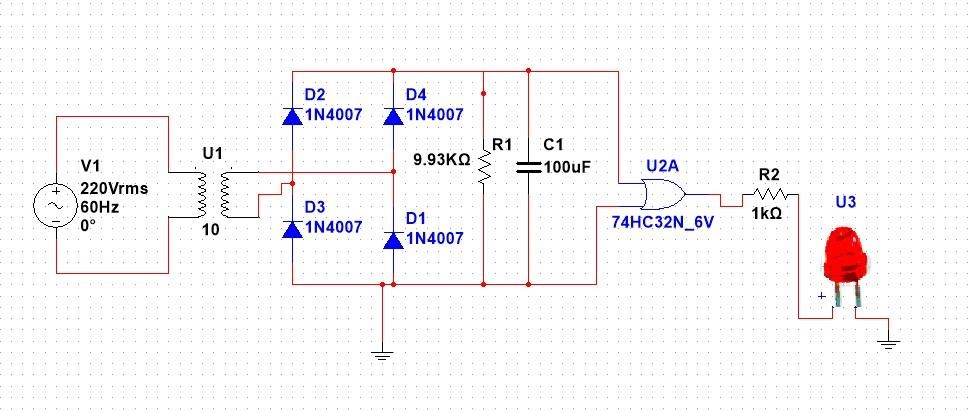 V1
220Vrms
60Hz
0°
U1
10
D2
1N4007
D4
1N4007
D3
1N4007
D1
1N4007
R1
9.93KΩ
C1
100uF
U2A
74HC32N_6V
R2
1kΩ
U3
+